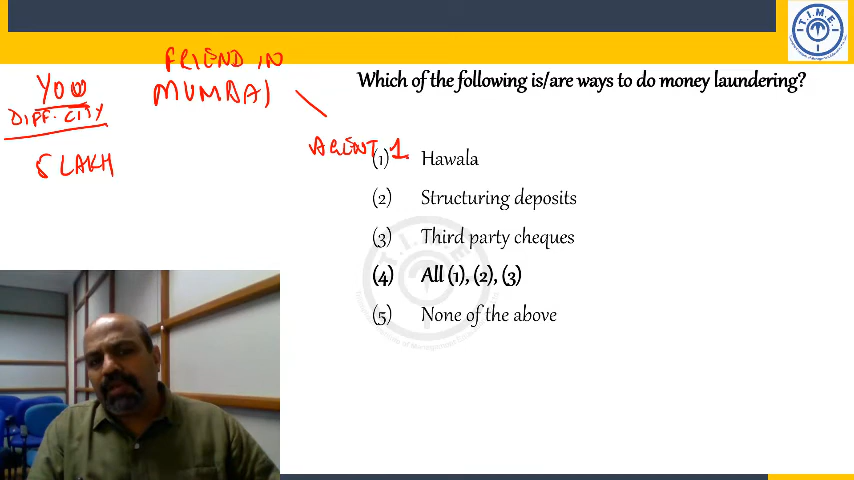 T.I.M.E.
FRIEND IN
MUMBAI
YOU
DIFF. CITY
5 LAKH
AGENT 1
Which of the following is/are ways to do money laundering?
(1) Hawala
(2) Structuring deposits
(3) Third party cheques
(4) All (1), (2), (3)
(5) None of the above